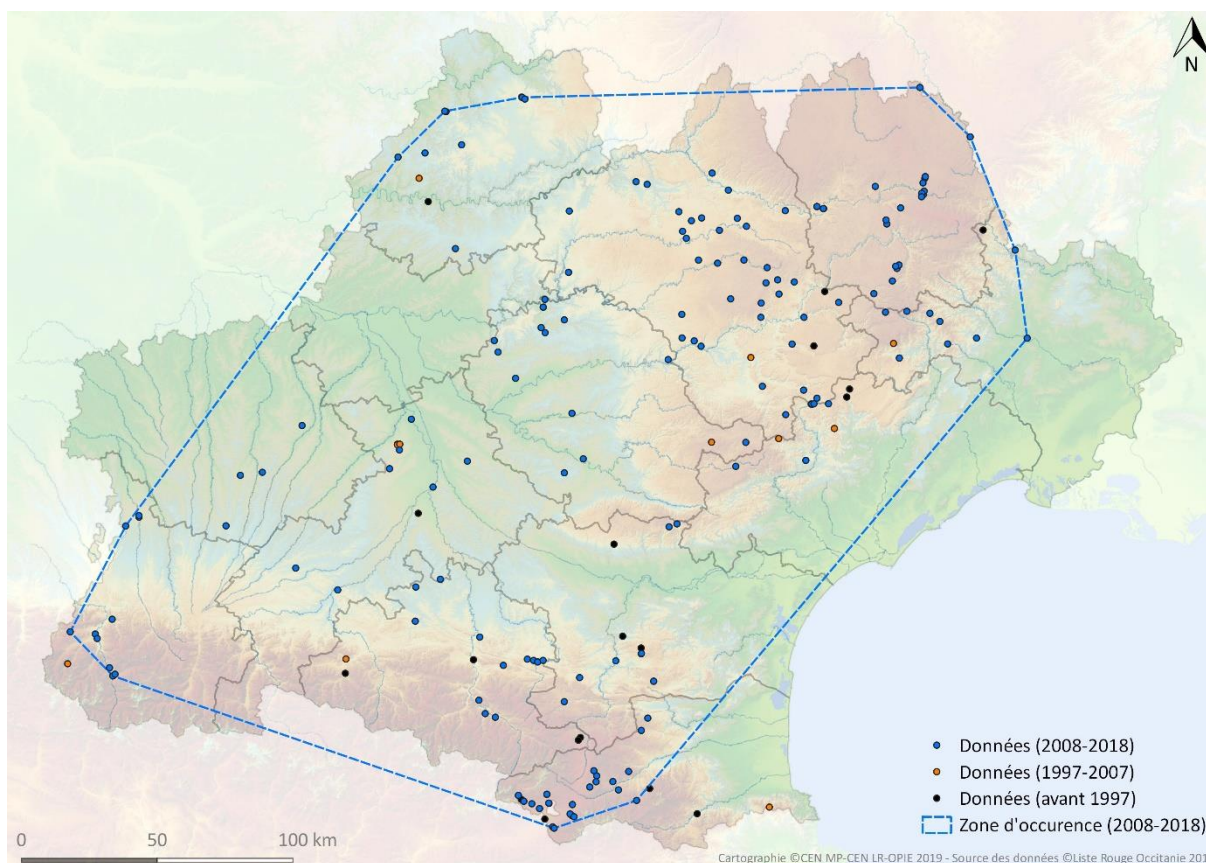 N
Données (2008-2018)
Données (1997-2007)
Données (avant 1997)
Zone d'occurence (2008-2018)
0 50 100 km
Cartographie ©CEN MP-CEN LR-OPIE 2019 - Source des données ©Liste Rouge Occitanie 201